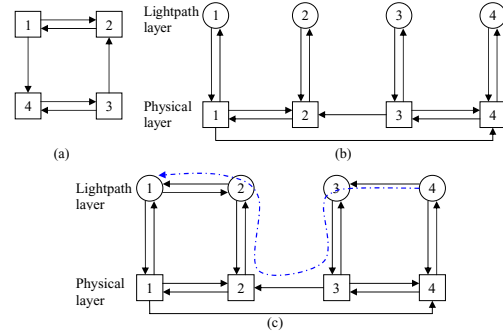 1 2
4 3
(a)
Lightpath
layer
1 2 3 4
Physical
layer
1 2 3 4
(b)
Lightpath
layer
1 2 3 4
Physical
layer
1 2 3 4
(c)